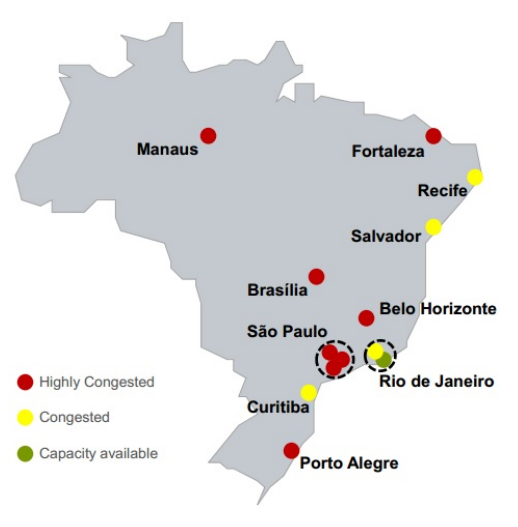 Manaus
Fortaleza
Recife
Salvador
Brasília
Belo Horizonte
São Paulo
Rio de Janeiro
Curitiba
Porto Alegre
Highly Congested
Congested
Capacity available